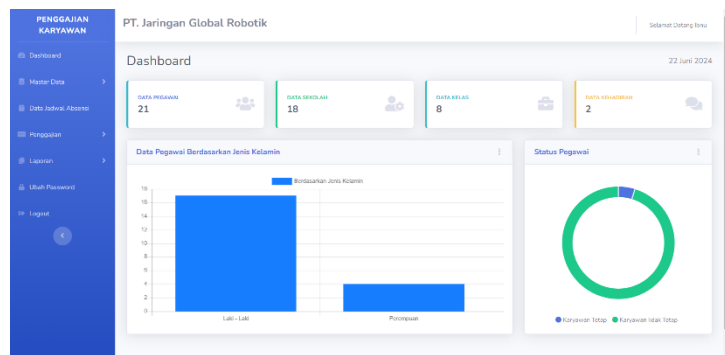 PENGGAJIAN
KARYAWAN
PT. Jaringan Global Robotik
Selamat Datang
Dashboard
Master Data
Data Jadwal Absensi
Penggajian
Laporan
Ubah Password
Logout
Dashboard
22 Juni 2024
DATA PEGAWAI
21
DATA SEKOLAH
18
DATA KELAS
8
DATA KEHADIRAN
2
Data Pegawai Berdasarkan Jenis Kelamin
Berdasarkan Jenis Kelamin
18
16
14
12
10
8
6
4
2
0
Laki - Laki
Perempuan
Status Pegawai
Karyawan Tetap
Karyawan Tidak Tetap